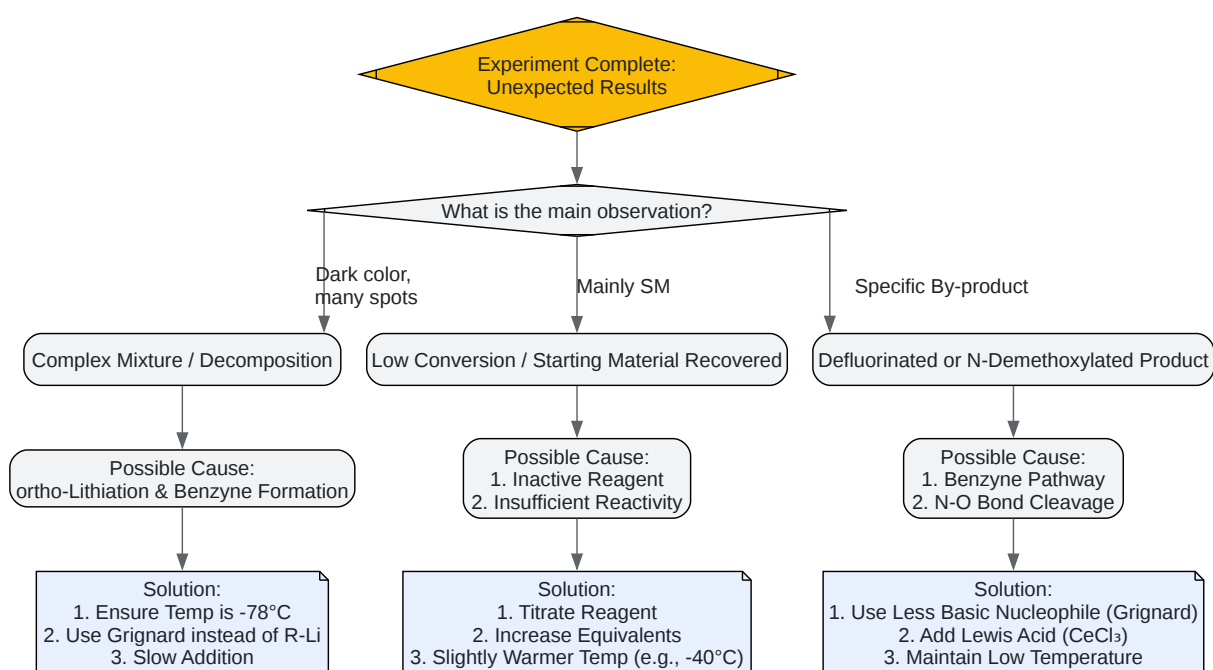 Experiment Complete:
Unexpected Results
What is the main observation?
Dark color,
many spots
Mainly SM
Specific By-product
Complex Mixture / Decomposition
Low Conversion / Starting Material Recovered
Defluorinated or N-Demethoxylated Product
Possible Cause:
ortho-Lithiation & Benzyne Formation
Possible Cause:
1. Inactive Reagent
2. Insufficient Reactivity
Possible Cause:
1. Benzyne Pathway
2. N-O Bond Cleavage
Solution:
1. Ensure Temp is -78°C
2. Use Grignard instead of R-Li
3. Slow Addition
Solution:
1. Titrate Reagent
2. Increase Equivalents
3. Slightly Warmer Temp (e.g., -40°C)
Solution:
1. Use Less Basic Nucleophile (Grignard)
2. Add Lewis Acid (CeCl₃)
3. Maintain Low Temperature